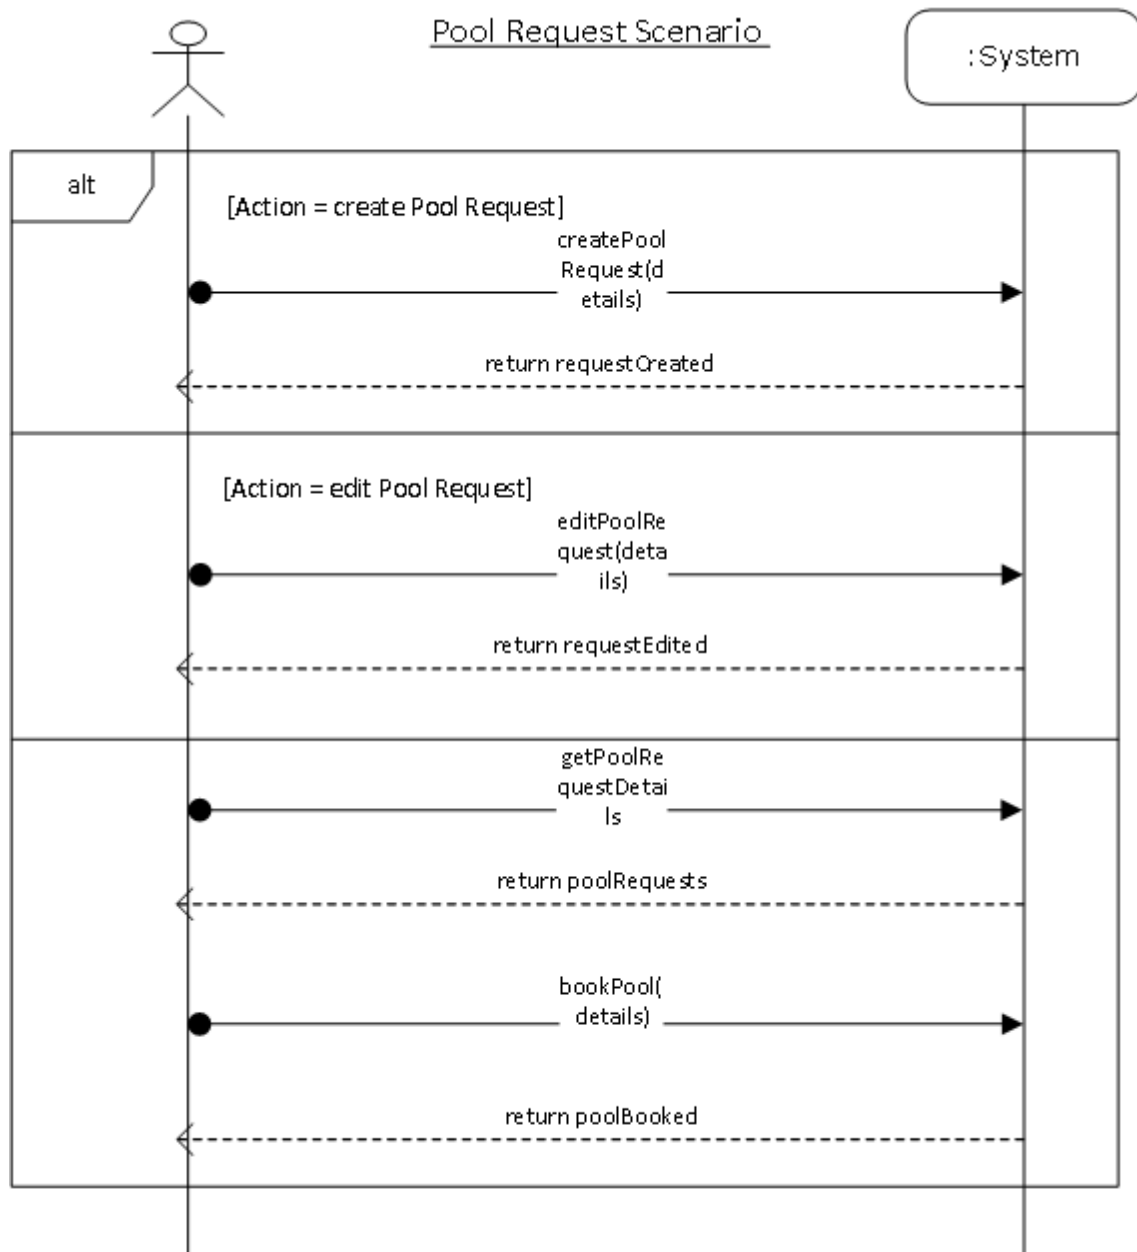 Pool Request Scenario
:System
alt
[Action = create Pool Request]
createPool
Request(d
etails)
return requestCreated
[Action = edit Pool Request]
editPoolRe
quest(deta
ils)
return requestEdited
getPoolRe
questDetai
ls
return poolRequests
bookPool(
details)
return poolBooked